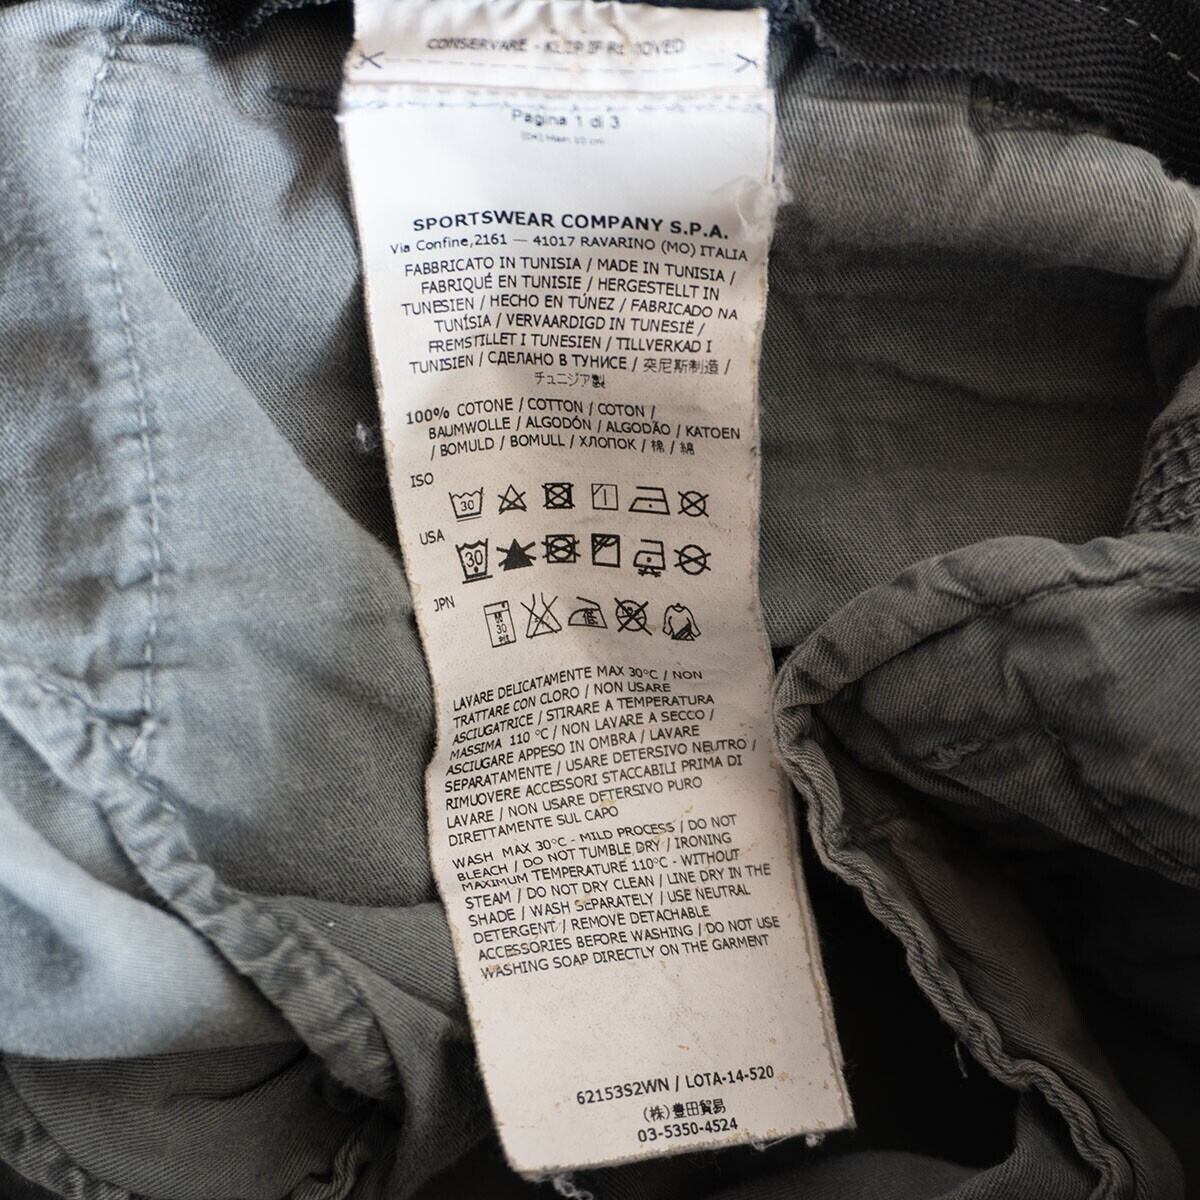 CONSERVARE - KEEP IF REMOVED
Pagina 1 di 3
SPORTSWEAR COMPANY S.P.A.
Via Confine,2161 — 41017 RAVARINO (MO) ITALIA
FABBRICATO IN TUNISIA / MADE IN TUNISIA /
FABRIQUÉ EN TUNISIE / HERGESTELLT IN
TUNESIEN / HECHO EN TÚNEZ / FABRICADO NA
TUNÍSIA / VERVAARDIGD IN TUNESIË /
FREMSTILLET I TUNESIEN / TILLVERKAD I
TUNISIEN / СДЕЛАНО В ТУНИСЕ / 突尼斯制造 /
チュニジア製
100% COTONE / COTTON / COTON /
BAUMWOLLE / ALGODÓN / ALGODÃO / KATOEN
/ BOMULD / BOMULL / ХЛОПОК / 棉 / 綿
ISO
30
USA
30
JPN
30
低
LAVARE DELICATAMENTE MAX 30°C / NON
TRATTARE CON CLORO / NON USARE
ASCIUGATRICE / STIRARE A TEMPERATURA
MASSIMA 110 °C / NON LAVARE A SECCO /
ASCIUGARE APPESO IN OMBRA / LAVARE
SEPARATAMENTE / USARE DETERSIVO NEUTRO /
RIMUOVERE ACCESSORI STACCABILI PRIMA DI
LAVARE / NON USARE DETERSIVO PURO
DIRETTAMENTE SUL CAPO
WASH MAX 30°C - MILD PROCESS / DO NOT
BLEACH / DO NOT TUMBLE DRY / IRONING
MAXIMUM TEMPERATURE 110°C - WITHOUT
STEAM / DO NOT DRY CLEAN / LINE DRY IN THE
SHADE / WASH SEPARATELY / USE NEUTRAL
DETERGENT / REMOVE DETACHABLE
ACCESSORIES BEFORE WASHING / DO NOT USE
WASHING SOAP DIRECTLY ON THE GARMENT
62153S2WN / LOTA-14-520
(株)豊田貿易
03-5350-4524